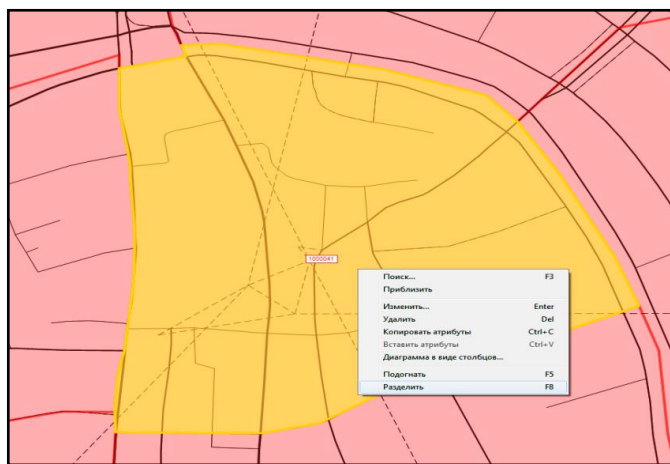 1000041
Поиск... F3
Приблизить
Изменить... Enter
Удалить Del
Копировать атрибуты Ctrl+C
Вставить атрибуты Ctrl+V
Диаграмма в виде столбцов...
Подогнать F5
Разделить F8